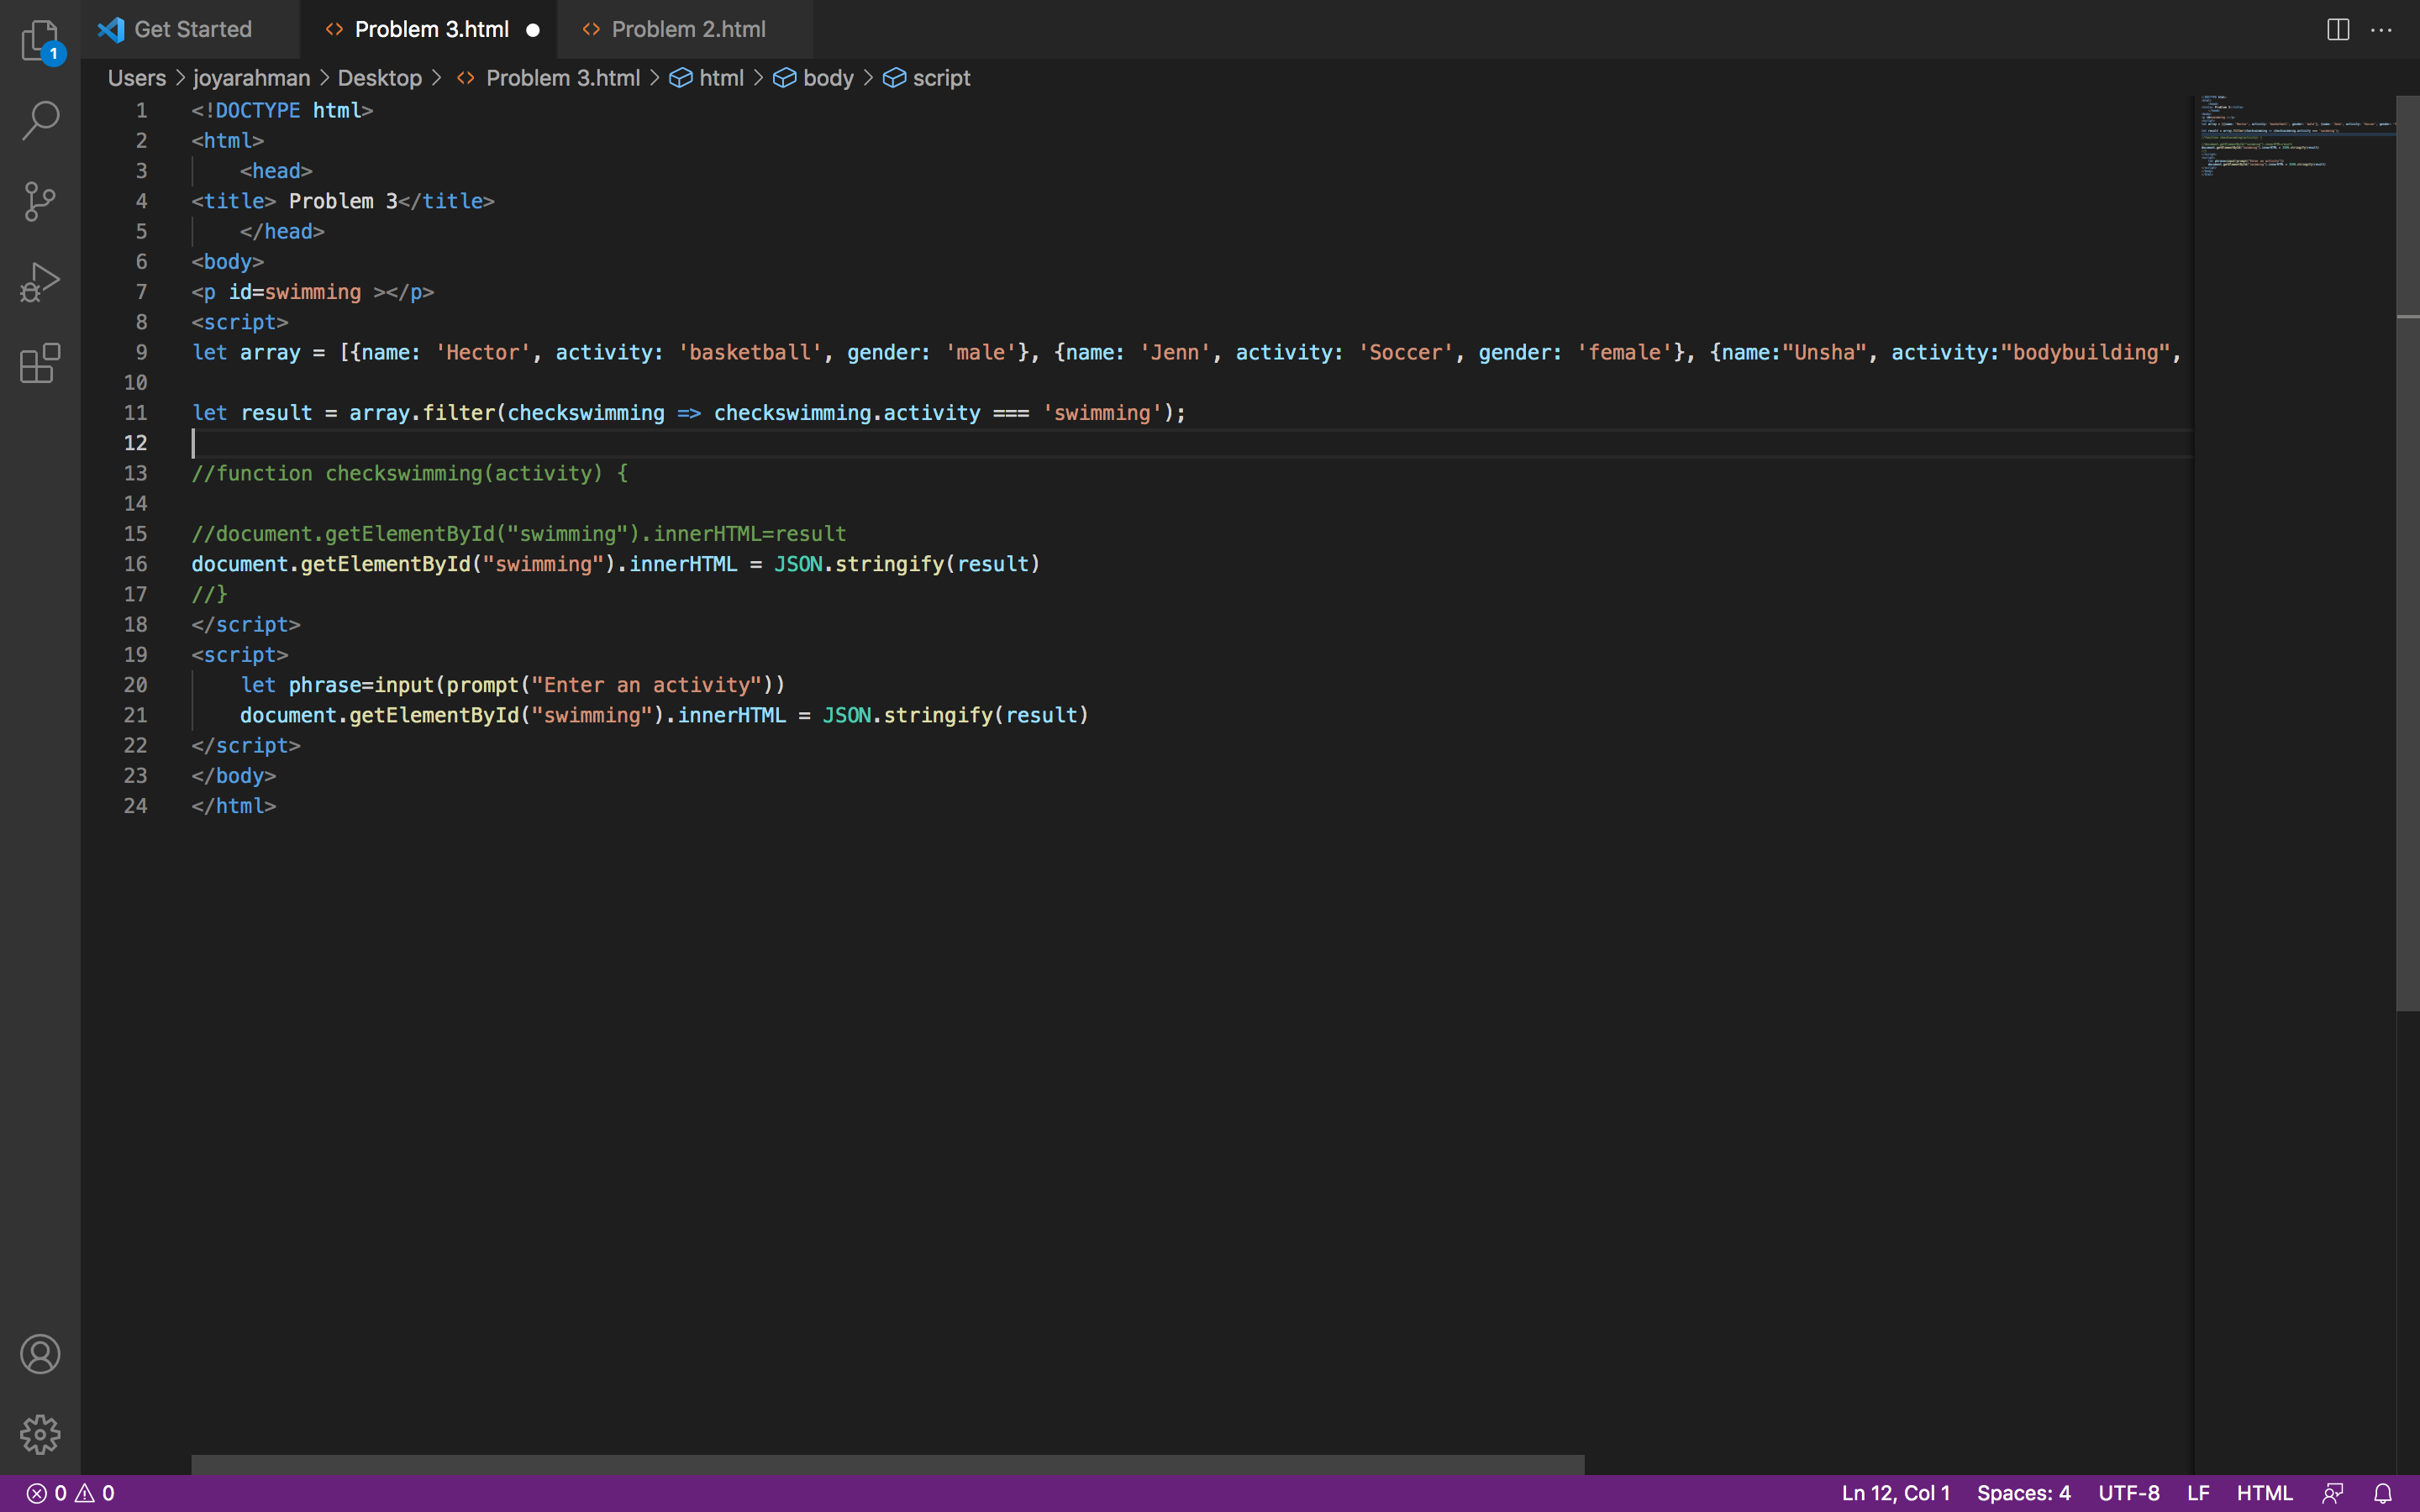 Get Started
Problem 3.html
Problem 2.html
1
Users > joyarahman > Desktop > <> Problem 3.html > html > body > script
1 <!DOCTYPE html>
2 <html>
3 <head>
4 <title> Problem 3</title>
5 </head>
6 <body>
7 <p id=swimming ></p>
8 <script>
9 let array = [{name: 'Hector', activity: 'basketball', gender: 'male'}, {name: 'Jenn', activity: 'Soccer', gender: 'female'}, {name:"Unsha", activity:"bodybuilding",
10
11 let result = array.filter(checkswimming => checkswimming.activity === 'swimming');
12
13 //function checkswimming(activity) {
14
15 //document.getElementById("swimming").innerHTML=result
16 document.getElementById("swimming").innerHTML = JSON.stringify(result)
17 //}
18 </script>
19 <script>
20 let phrase=input(prompt("Enter an activity"))
21 document.getElementById("swimming").innerHTML = JSON.stringify(result)
22 </script>
23 </body>
24 </html>
0 0 Ln 12, Col 1 Spaces: 4 UTF-8 LF HTML